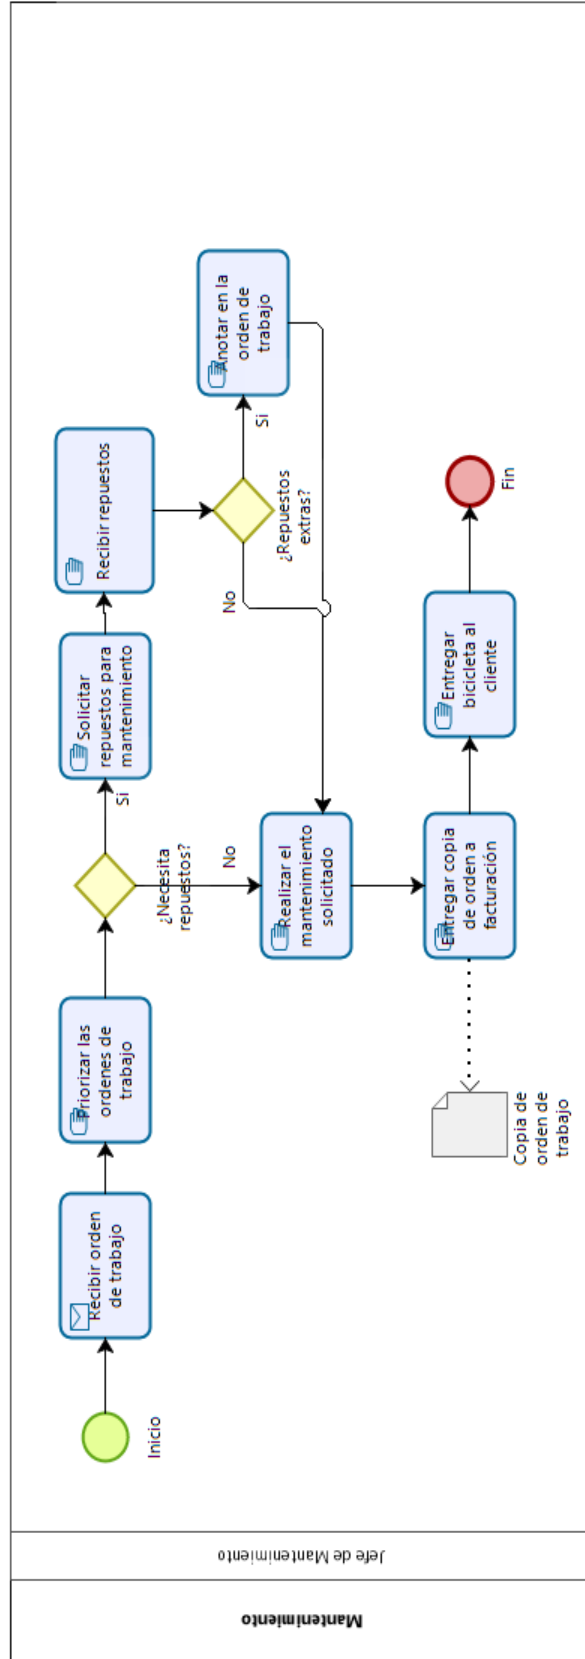 Mantenimiento
Jefe de Mantenimiento
Inicio
Recibir orden
de trabajo
Priorizar las
ordenes de
trabajo
¿Necesita
repuestos?
Si
No
Solicitar
repuestos para
mantenimiento
Recibir repuestos
¿Repuestos
extras?
Si
No
Anotar en la
orden de
trabajo
Realizar el
mantenimiento
solicitado
Entregar copia
de orden a
facturación
Copia de
orden de
trabajo
Entregar
bicicleta al
cliente
Fin